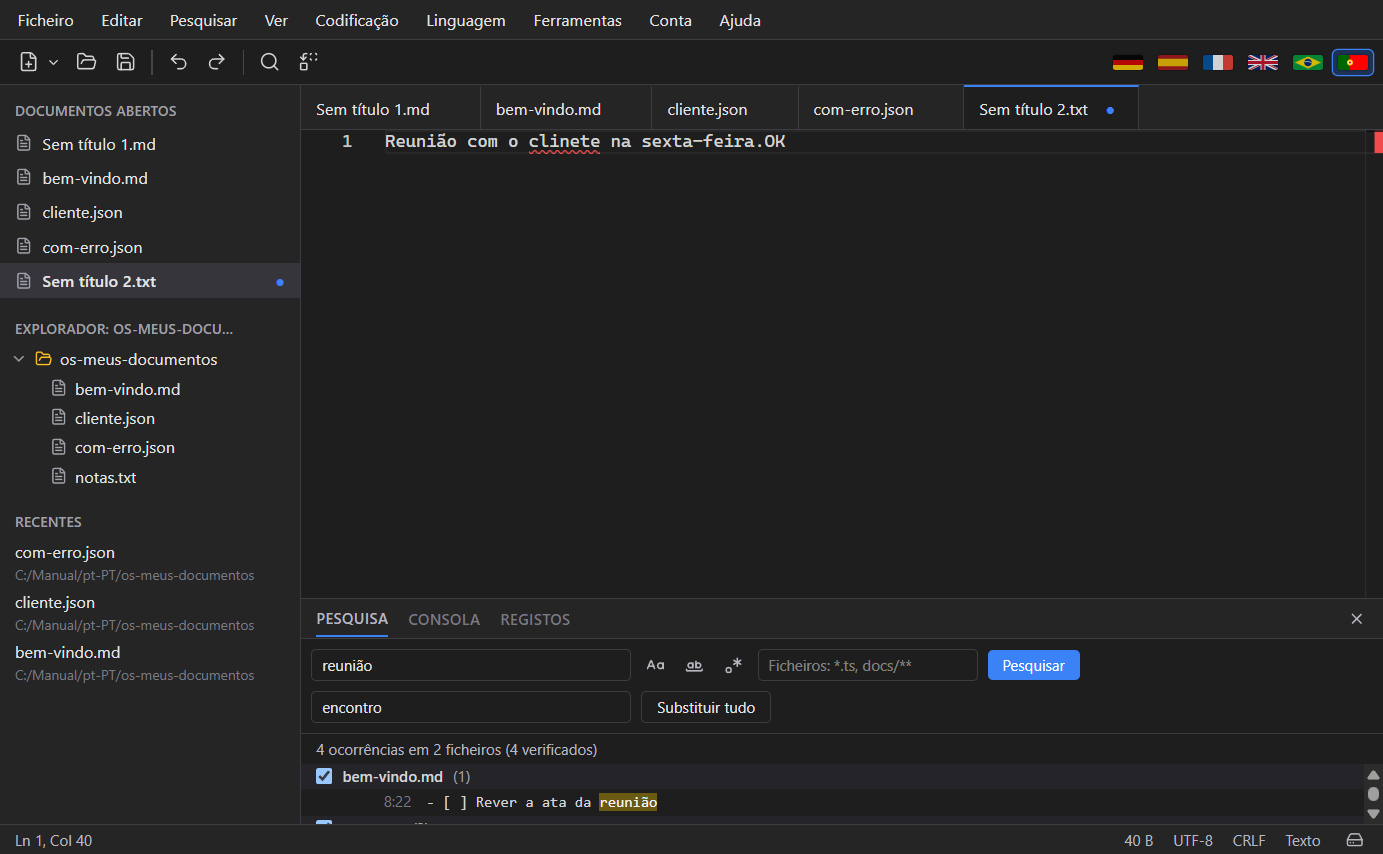 Ficheiro Editar Pesquisar Ver Codificação Linguagem Ferramentas Conta Ajuda
DOCUMENTOS ABERTOS
Sem título 1.md
bem-vindo.md
cliente.json
com-erro.json
Sem título 2.txt
EXPLORADOR: OS-MEUS-DOCU...
os-meus-documentos
bem-vindo.md
cliente.json
com-erro.json
notas.txt
RECENTES
com-erro.json
C:/Manual/pt-PT/os-meus-documentos
cliente.json
C:/Manual/pt-PT/os-meus-documentos
bem-vindo.md
C:/Manual/pt-PT/os-meus-documentos
Sem título 1.md bem-vindo.md cliente.json com-erro.json Sem título 2.txt
1 Reunião com o clinete na sexta-feira.OK
PESQUISA CONSOLA REGISTOS
reunião Aa ab .* Ficheiros: *.ts, docs/** Pesquisar
encontro Substituir tudo
4 ocorrências em 2 ficheiros (4 verificados)
bem-vindo.md (1)
8:22 - [ ] Rever a ata da reunião
Ln 1, Col 40 40 B UTF-8 CRLF Texto